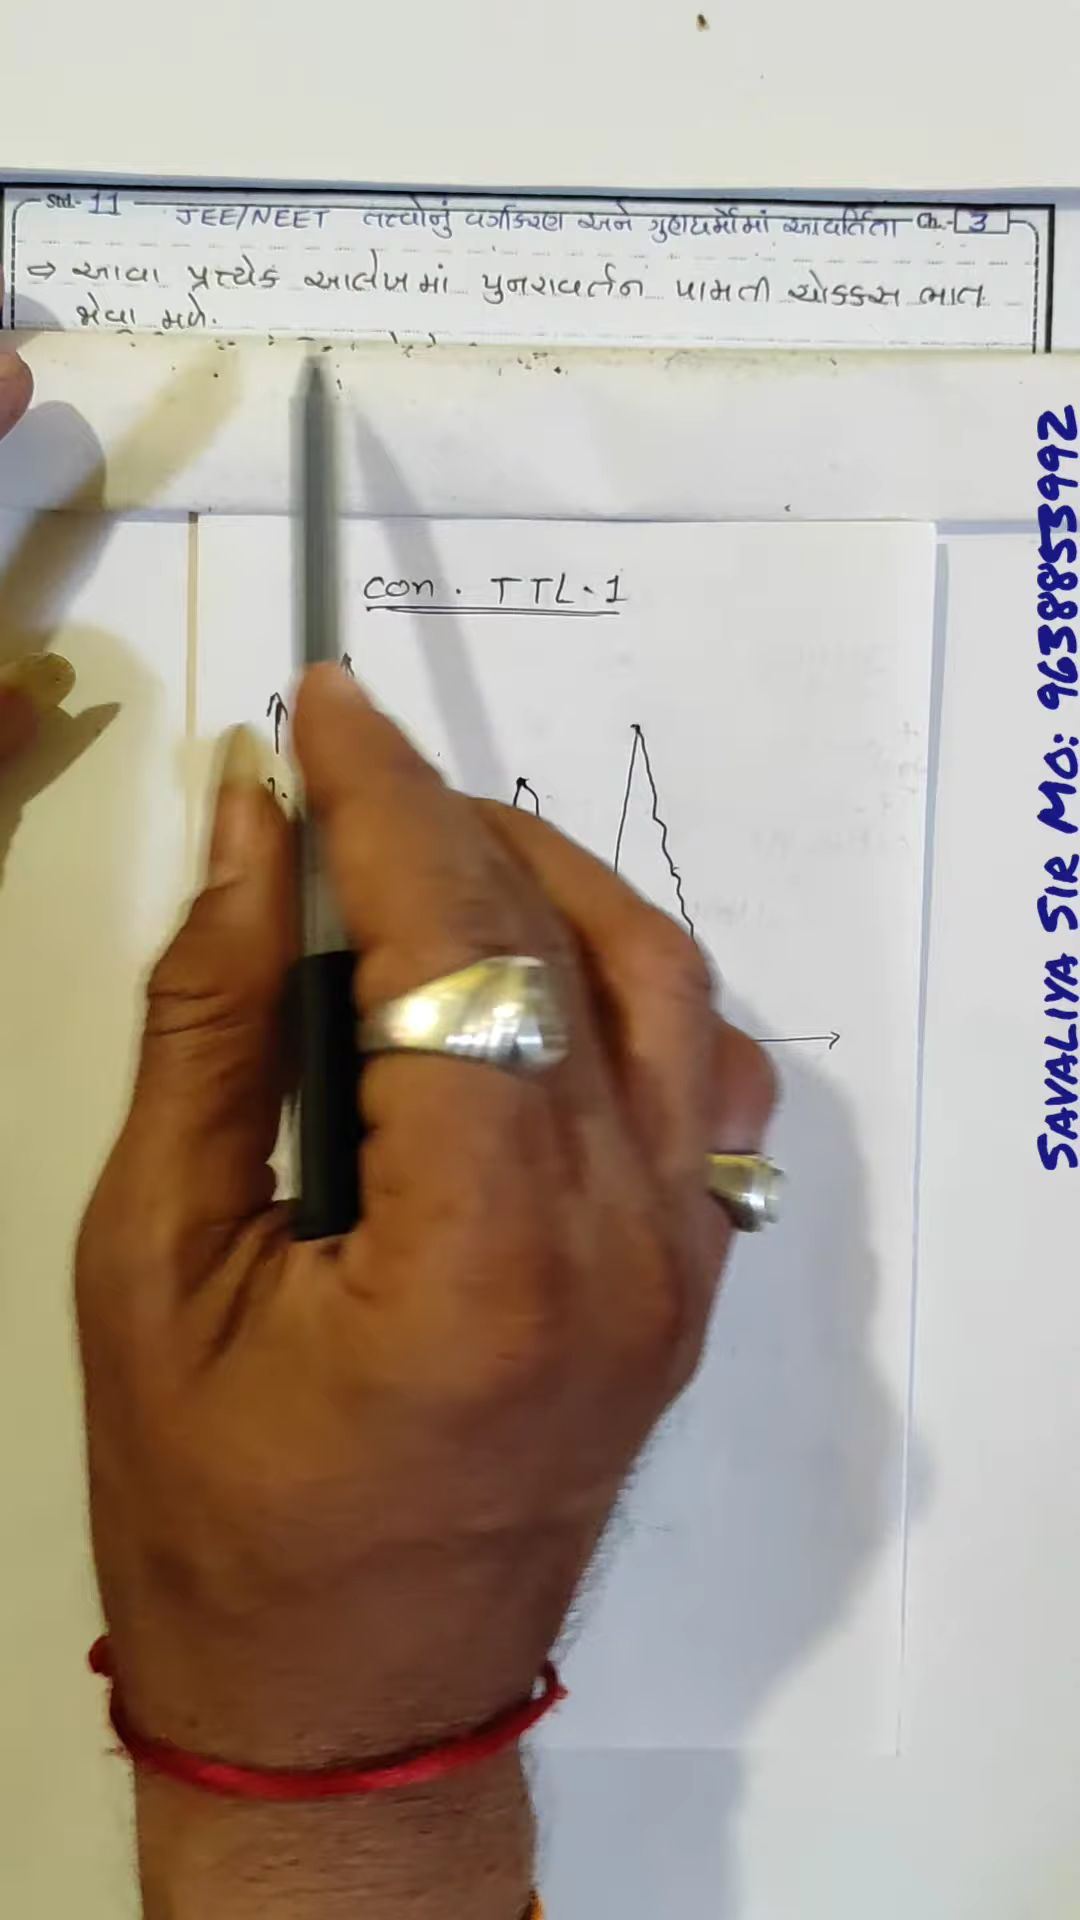 Std.- 11 JEE/NEET તત્ત્વોનું વર્ગીકરણ અને ગુણધર્મોમાં આવર્તિતા Ch.- 3
⇒ આવા પ્રત્યેક આલેખમાં પુનરાવર્તન પામતી ચોક્કસ ભાત
જોવા મળે.
con. TTL.1
SAVALIYA SIR MO: 9638853992